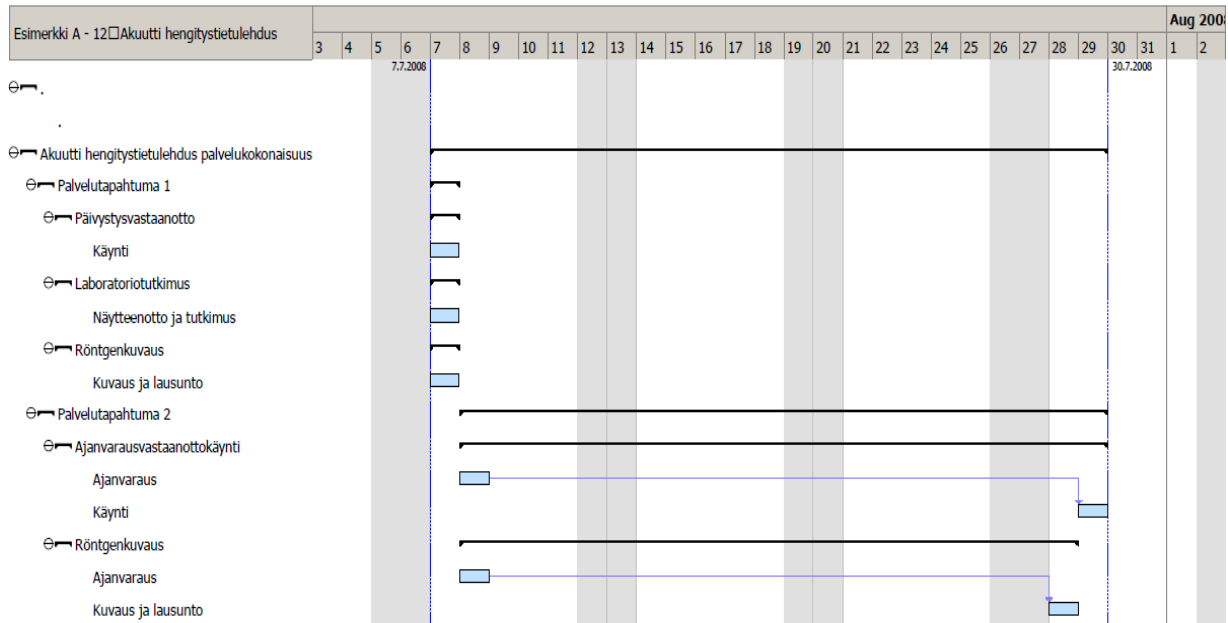 Aug 2008
Esimerkki A - 12□Akuutti hengitystietulehdus
3 4 5 6 7 8 9 10 11 12 13 14 15 16 17 18 19 20 21 22 23 24 25 26 27 28 29 30 31 1 2
7.7.2008 30.7.2008
.
.
Akuutti hengitystietulehdus palvelukokonaisuus
Palvelutapahtuma 1
Päivystysvastaanotto
Käynti
Laboratoriotutkimus
Näytteenotto ja tutkimus
Röntgenkuvaus
Kuvaus ja lausunto
Palvelutapahtuma 2
Ajanvarausvastaanottokäynti
Ajanvaraus
Käynti
Röntgenkuvaus
Ajanvaraus
Kuvaus ja lausunto